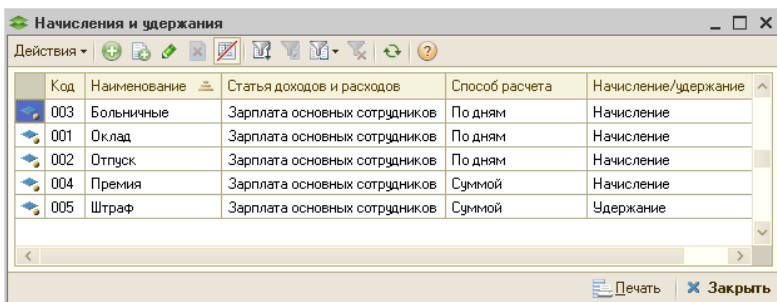 Начисления и удержания
Действия
Код Наименование Статья доходов и расходов Способ расчета Начисление/удержание
003 Больничные Зарплата основных сотрудников По дням Начисление
001 Оклад Зарплата основных сотрудников По дням Начисление
002 Отпуск Зарплата основных сотрудников По дням Начисление
004 Премия Зарплата основных сотрудников Суммой Начисление
005 Штраф Зарплата основных сотрудников Суммой Удержание
Печать Закрыть